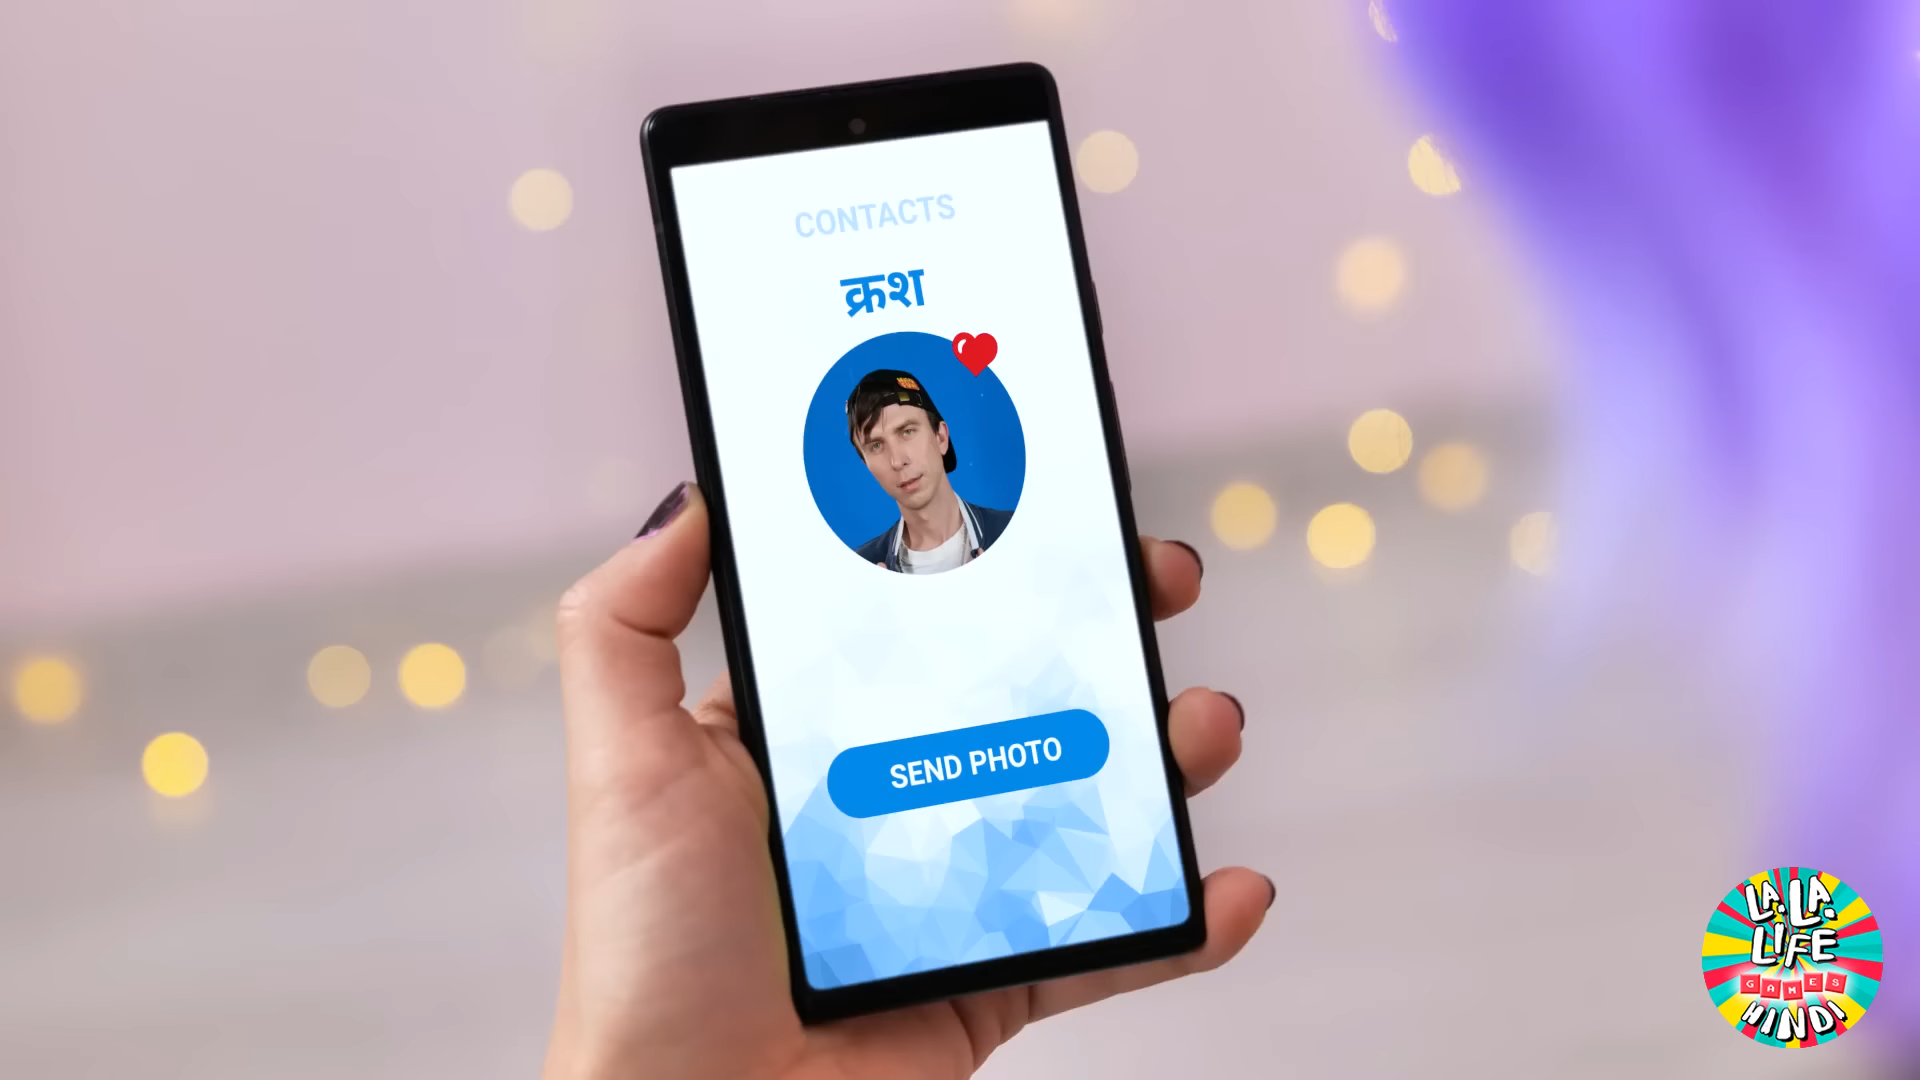 CONTACTS
क्रश
SEND PHOTO
LA. LA.
LIFE
GAMES
HINDI